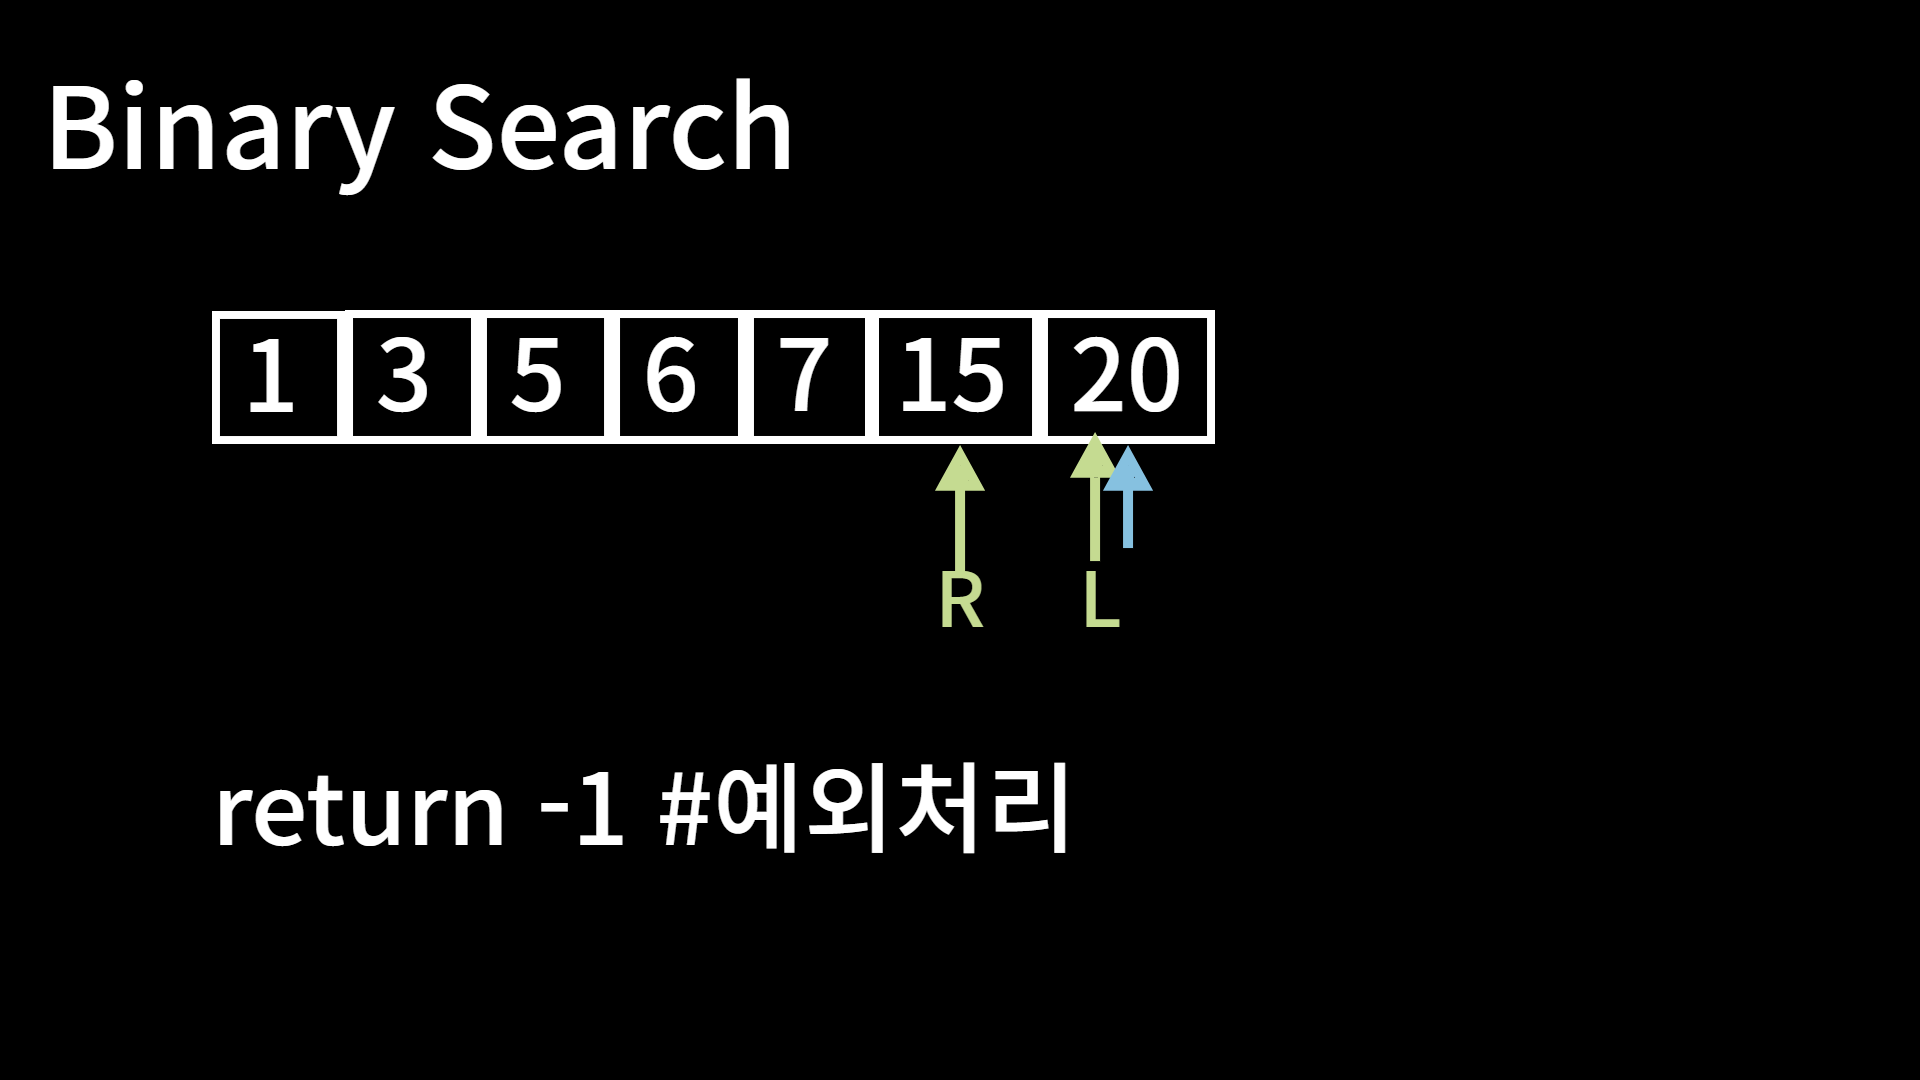 Binary Search
1 3 5 6 7 15 20
R L
return -1 #예외처리